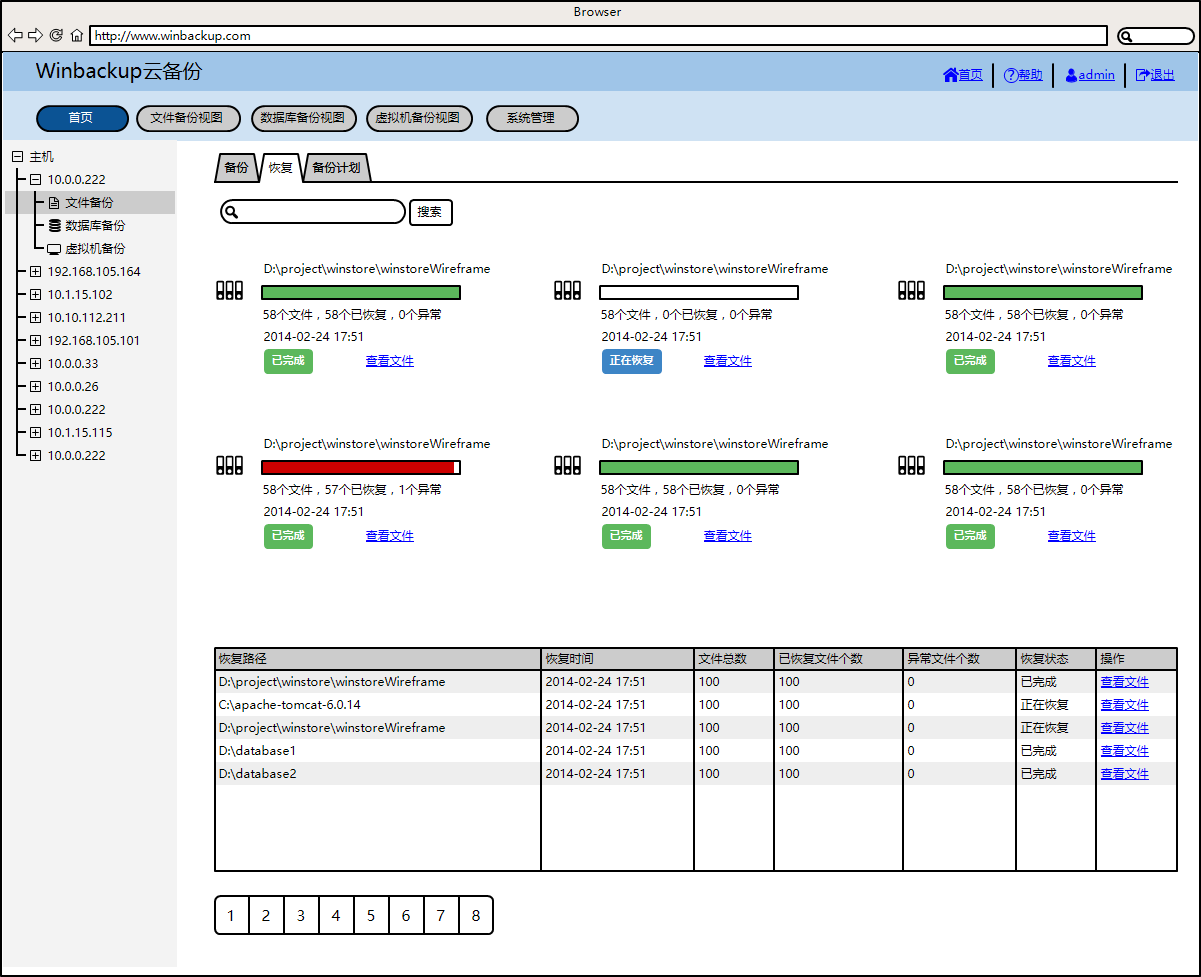 Browser
http://www.winbackup.com
Winbackup云备份
首页 帮助 admin 退出
首页 文件备份视图 数据库备份视图 虚拟机备份视图 系统管理
主机
10.0.0.222
文件备份
数据库备份
虚拟机备份
192.168.105.164
10.1.15.102
10.10.112.211
192.168.105.101
10.0.0.33
10.0.0.26
10.0.0.222
10.1.15.115
10.0.0.222
备份 恢复 备份计划
搜索
D:\project\winstore\winstoreWireframe
58个文件，58个已恢复，0个异常
2014-02-24 17:51
已完成 查看文件
D:\project\winstore\winstoreWireframe
58个文件，0个已恢复，0个异常
2014-02-24 17:51
正在恢复 查看文件
D:\project\winstore\winstoreWireframe
58个文件，58个已恢复，0个异常
2014-02-24 17:51
已完成 查看文件
D:\project\winstore\winstoreWireframe
58个文件，57个已恢复，1个异常
2014-02-24 17:51
已完成 查看文件
D:\project\winstore\winstoreWireframe
58个文件，58个已恢复，0个异常
2014-02-24 17:51
已完成 查看文件
D:\project\winstore\winstoreWireframe
58个文件，58个已恢复，0个异常
2014-02-24 17:51
已完成 查看文件
恢复路径 恢复时间 文件总数 已恢复文件个数 异常文件个数 恢复状态 操作
D:\project\winstore\winstoreWireframe 2014-02-24 17:51 100 100 0 已完成 查看文件
C:\apache-tomcat-6.0.14 2014-02-24 17:51 100 100 0 正在恢复 查看文件
D:\project\winstore\winstoreWireframe 2014-02-24 17:51 100 100 0 正在恢复 查看文件
D:\database1 2014-02-24 17:51 100 100 0 已完成 查看文件
D:\database2 2014-02-24 17:51 100 100 0 已完成 查看文件
1 2 3 4 5 6 7 8